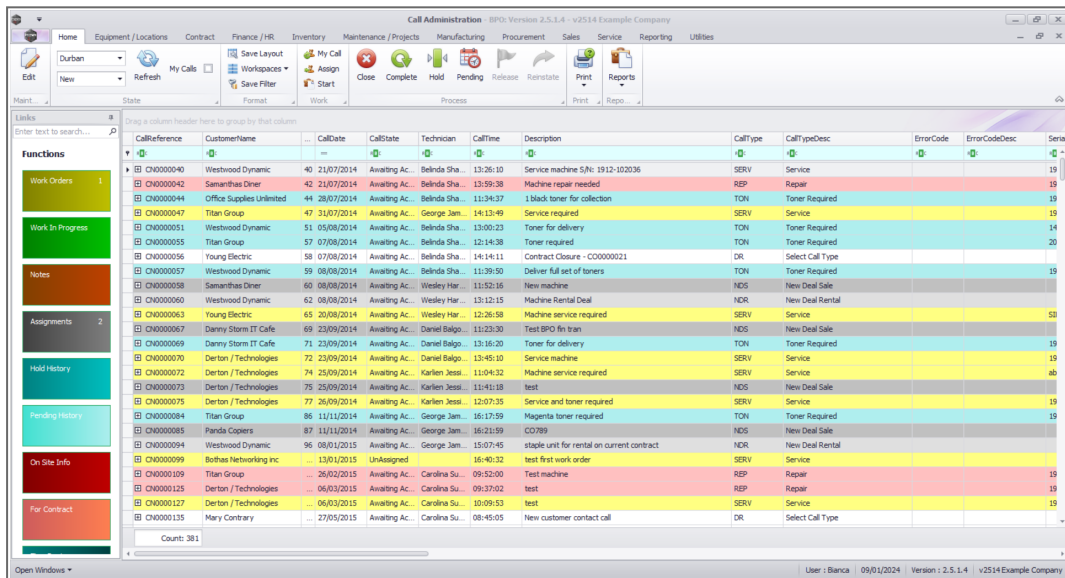 Call Administration - BPO: Version 2.5.1.4 - v2514 Example Company
Home Equipment / Locations Contract Finance / HR Inventory Maintenance / Projects Manufacturing Procurement Sales Service Reporting Utilities
Edit
Durban
New
Refresh
My Calls
Save Layout
Workspaces
Save Filter
My Call
Assign
Start
Close Complete Hold Pending Release Reinstate
Print
Reports
Maint... State Format Work Process Print Repo...
Links
Enter text to search...
Functions
Work Orders 1
Work In Progress
Notes
Assignments 2
Hold History
Pending History
On Site Info
For Contract
Drag a column header here to group by that column
CallReference CustomerName ... CallDate CallState Technician CallTime Description CallType CallTypeDesc ErrorCode ErrorCodeDesc Seria
CN0000040 Westwood Dynamic 40 21/07/2014 Awaiting Ac... Belinda Sha... 13:26:10 Service machine S/N: 1912-102036 SERV Service 19
CN0000042 Samanthas Diner 42 21/07/2014 Awaiting Ac... Belinda Sha... 13:59:38 Machine repair needed REP Repair 19
CN0000044 Office Supplies Unlimited 44 28/07/2014 Awaiting Ac... Belinda Sha... 11:34:37 1 black toner for collection TON Toner Required 19
CN0000047 Titan Group 47 31/07/2014 Awaiting Ac... George Jam... 14:13:49 Service required SERV Service 19
CN0000051 Westwood Dynamic 51 05/08/2014 Awaiting Ac... Belinda Sha... 13:00:23 Toner for delivery TON Toner Required 14
CN0000055 Titan Group 57 07/08/2014 Awaiting Ac... Belinda Sha... 12:14:38 Toner required TON Toner Required 20
CN0000056 Young Electric 58 07/08/2014 Awaiting Ac... Belinda Sha... 14:14:11 Contract Closure - CO0000021 DR Select Call Type
CN0000057 Westwood Dynamic 59 08/08/2014 Awaiting Ac... Belinda Sha... 11:39:50 Deliver full set of toners TON Toner Required 19
CN0000058 Samanthas Diner 60 08/08/2014 Awaiting Ac... Wesley Har... 11:52:16 New machine NDS New Deal Sale
CN0000060 Westwood Dynamic 62 08/08/2014 Awaiting Ac... Wesley Har... 13:12:15 Machine Rental Deal NDR New Deal Rental
CN0000063 Young Electric 65 20/08/2014 Awaiting Ac... Wesley Har... 12:26:58 Machine service required SERV Service
CN0000067 Danny Storm IT Cafe 69 23/09/2014 Awaiting Ac... Daniel Balgo... 11:23:30 Test BPO fin tran NDS New Deal Sale
CN0000069 Danny Storm IT Cafe 71 23/09/2014 Awaiting Ac... Daniel Balgo... 13:16:20 Toner for delivery TON Toner Required 19
CN0000070 Derton / Technologies 72 23/09/2014 Awaiting Ac... Daniel Balgo... 13:45:10 Service machine SERV Service 19
CN0000072 Derton / Technologies 74 25/09/2014 Awaiting Ac... Karlien Jessi... 11:04:32 Machine service required SERV Service ab
CN0000073 Derton / Technologies 75 25/09/2014 Awaiting Ac... Karlien Jessi... 11:41:18 test NDS New Deal Sale
CN0000075 Derton / Technologies 77 26/09/2014 Awaiting Ac... Karlien Jessi... 12:07:35 Service and toner required SERV Service 19
CN0000084 Titan Group 86 11/11/2014 Awaiting Ac... George Jam... 16:17:59 Magenta toner required TON Toner Required 19
CN0000085 Panda Copiers 87 11/11/2014 Awaiting Ac... George Jam... 16:21:59 CO789 NDS New Deal Sale
CN0000094 Westwood Dynamic 96 08/01/2015 Awaiting Ac... George Jam... 15:07:45 staple unit for rental on current contract NDR New Deal Rental
CN0000099 Bothas Networking inc ... 13/01/2015 UnAssigned 16:40:32 test first work order SERV Service
CN0000109 Titan Group ... 26/02/2015 Awaiting Ac... Carolina Su... 09:52:00 Test machine REP Repair 19
CN0000125 Derton / Technologies ... 06/03/2015 Awaiting Ac... Carolina Su... 09:37:02 test REP Repair 19
CN0000127 Derton / Technologies ... 06/03/2015 Awaiting Ac... Carolina Su... 10:09:53 test SERV Service 19
CN0000135 Mary Contrary ... 27/05/2015 Awaiting Ac... Carolina Su... 08:45:05 New customer contact call DR Select Call Type
Count: 381
Open Windows User : Bianca 09/01/2024 Version : 2.5.1.4 v2514 Example Company